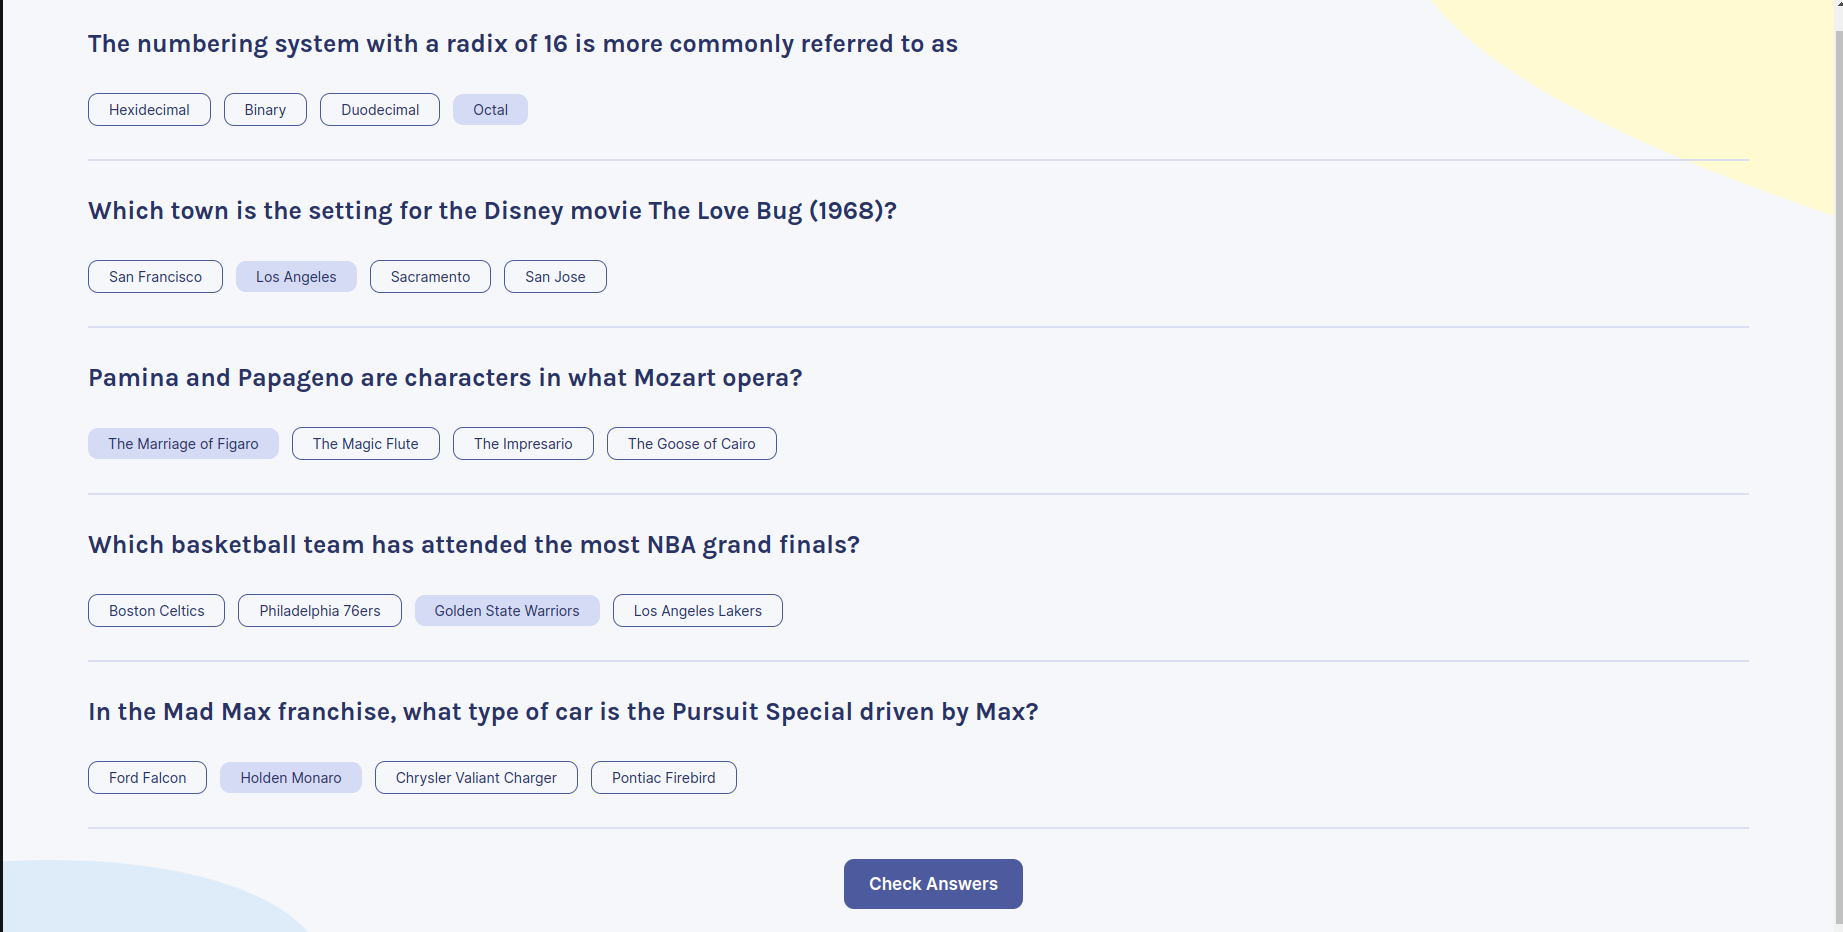 The numbering system with a radix of 16 is more commonly referred to as
Hexidecimal Binary Duodecimal Octal
Which town is the setting for the Disney movie The Love Bug (1968)?
San Francisco Los Angeles Sacramento San Jose
Pamina and Papageno are characters in what Mozart opera?
The Marriage of Figaro The Magic Flute The Impresario The Goose of Cairo
Which basketball team has attended the most NBA grand finals?
Boston Celtics Philadelphia 76ers Golden State Warriors Los Angeles Lakers
In the Mad Max franchise, what type of car is the Pursuit Special driven by Max?
Ford Falcon Holden Monaro Chrysler Valiant Charger Pontiac Firebird
Check Answers